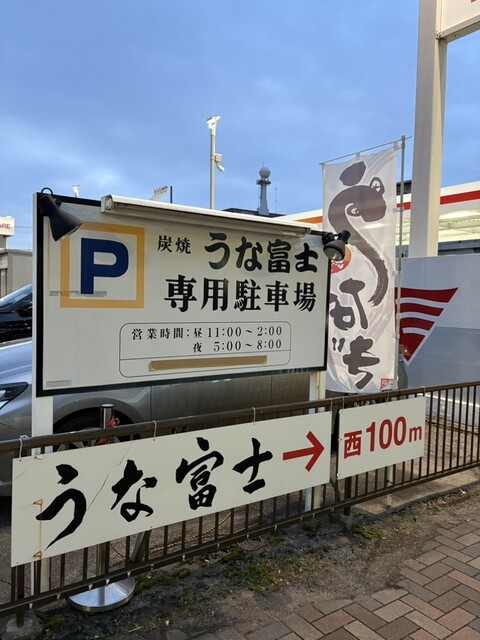 P
炭焼 うな富士
専用駐車場
営業時間：昼 11:00～2:00
夜 5:00～8:00
うなぎ
うな富士→
西100m